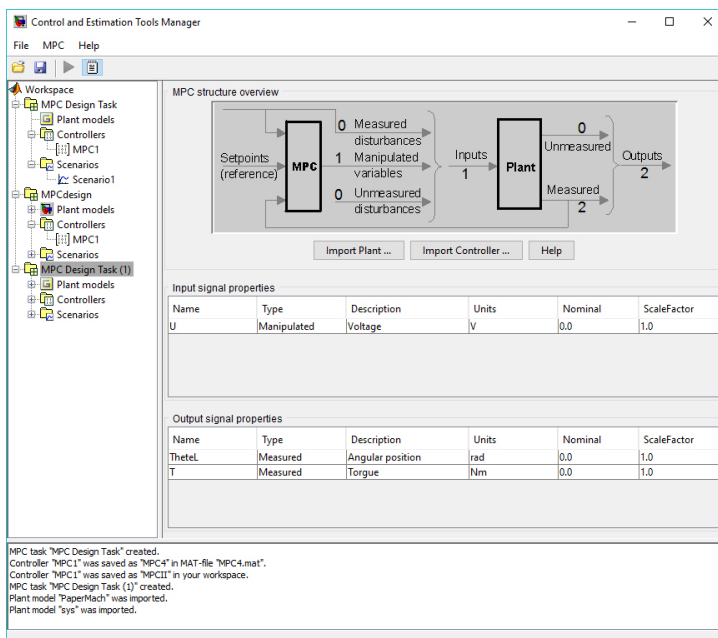 Control and Estimation Tools Manager
File MPC Help
Workspace
MPC Design Task
Plant models
Controllers
MPC1
Scenarios
Scenario1
MPCdesign
Plant models
Controllers
MPC1
Scenarios
MPC Design Task (1)
Plant models
Controllers
Scenarios
MPC structure overview
Setpoints
(reference)
MPC
0 Measured
disturbances
1 Manipulated
variables
0 Unmeasured
disturbances
Inputs
1
Plant
0
Unmeasured
Measured
2
Outputs
2
Import Plant ... Import Controller ... Help
Input signal properties
Name Type Description Units Nominal ScaleFactor
U Manipulated Voltage V 0.0 1.0
Output signal properties
Name Type Description Units Nominal ScaleFactor
TheteL Measured Angular position rad 0.0 1.0
T Measured Torgue Nm 0.0 1.0
MPC task "MPC Design Task" created.
Controller "MPC1" was saved as "MPC4" in MAT-file "MPC4.mat".
Controller "MPC1" was saved as "MPCII" in your workspace.
MPC task "MPC Design Task (1)" created.
Plant model "PaperMach" was imported.
Plant model "sys" was imported.